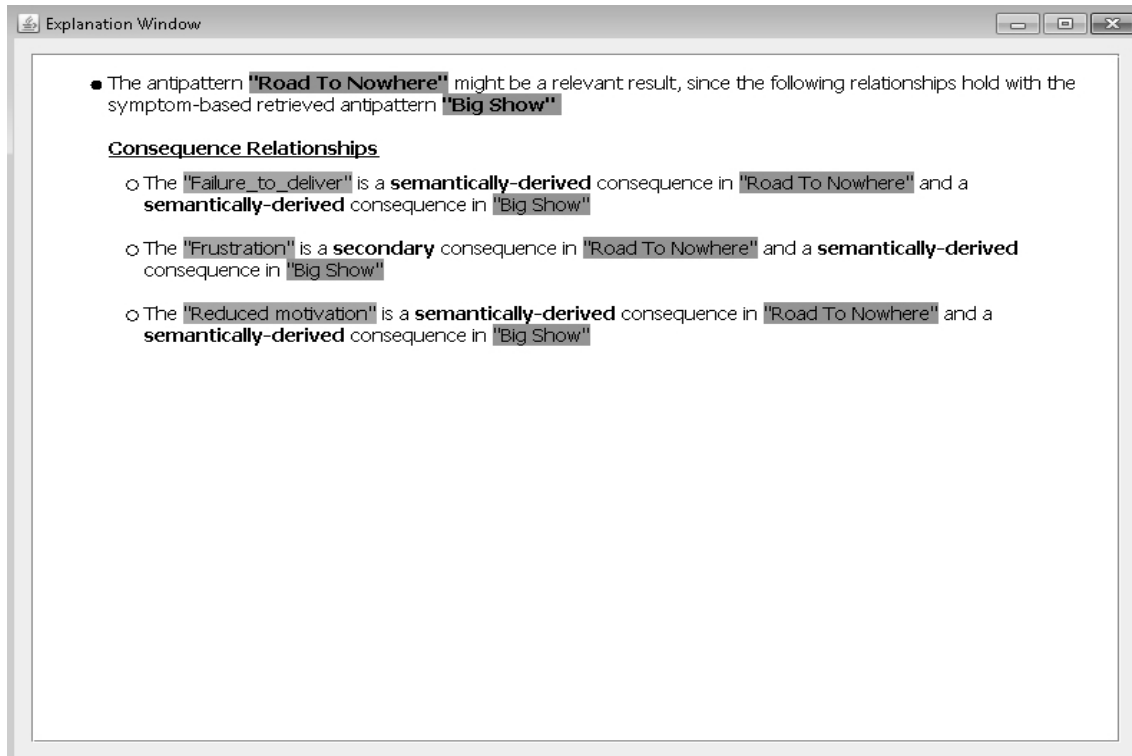 Explanation Window
● The antipattern "Road To Nowhere" might be a relevant result, since the following relationships hold with the
symptom-based retrieved antipattern "Big Show"
Consequence Relationships
○ The "Failure_to_deliver" is a semantically-derived consequence in "Road To Nowhere" and a
semantically-derived consequence in "Big Show"
○ The "Frustration" is a secondary consequence in "Road To Nowhere" and a semantically-derived
consequence in "Big Show"
○ The "Reduced motivation" is a semantically-derived consequence in "Road To Nowhere" and a
semantically-derived consequence in "Big Show"